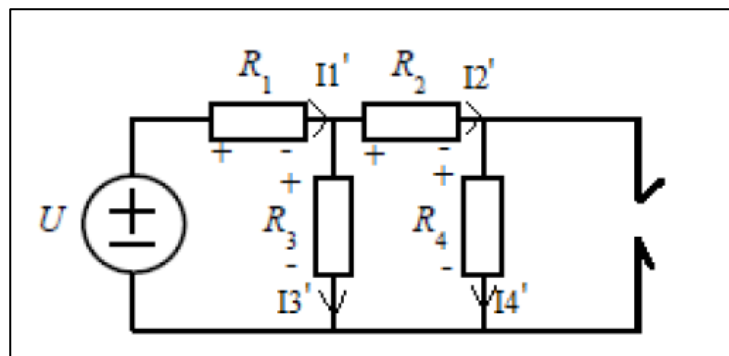 R1 I1' R2 I2'
+ - + - +
+
U + - R3 R4
- -
I3' I4'